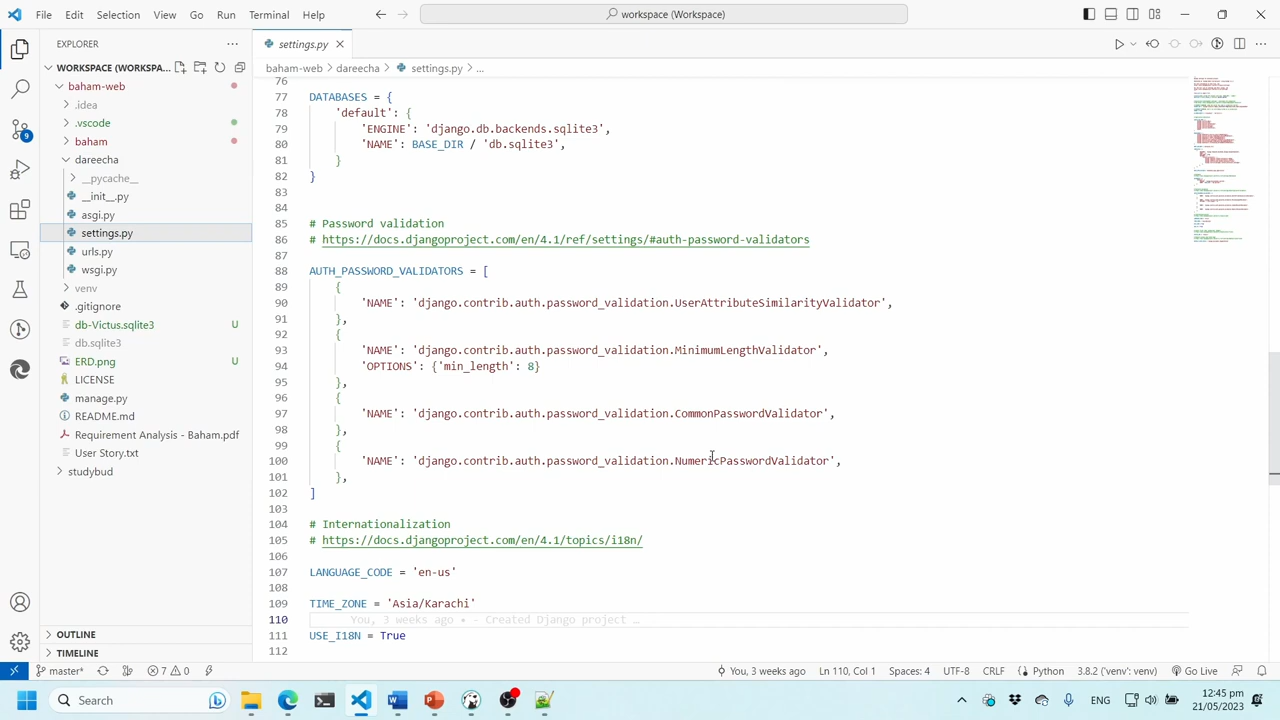 File Edit Selection View Go Run Terminal Help
workspace (Workspace)
EXPLORER
settings.py
WORKSPACE (WORKSPA...
baham-web > dareecha > settings.py > ...
baham-web
.idea
.vscode
baham
dareecha
__pycache__
__init__.py
asgi.py
settings.py
urls.py
wsgi.py
venv
.gitignore
db-Victus.sqlite3 U
db.sqlite3
ERD.png U
LICENSE
manage.py
README.md
Requirement Analysis - Baham.pdf
User Story.txt
studybud
OUTLINE
TIMELINE
76
77 DATABASES = {
78 'default': {
79 'ENGINE': 'django.db.backends.sqlite3',
80 'NAME': BASE_DIR / 'db.sqlite3',
81 }
82 }
83
84
85 # Password validation
86 # https://docs.djangoproject.com/en/4.1/ref/settings/#auth-password-validators
87
88 AUTH_PASSWORD_VALIDATORS = [
89 {
90 'NAME': 'django.contrib.auth.password_validation.UserAttributeSimilarityValidator',
91 },
92 {
93 'NAME': 'django.contrib.auth.password_validation.MinimumLengthValidator',
94 'OPTIONS': {'min_length': 8}
95 },
96 {
97 'NAME': 'django.contrib.auth.password_validation.CommonPasswordValidator',
98 },
99 {
100 'NAME': 'django.contrib.auth.password_validation.NumericPasswordValidator',
101 },
102 ]
103
104 # Internationalization
105 # https://docs.djangoproject.com/en/4.1/topics/i18n/
106
107 LANGUAGE_CODE = 'en-us'
108
109 TIME_ZONE = 'Asia/Karachi'
110 You, 3 weeks ago • - Created Django project …
111 USE_I18N = True
112
9
master* 7 0 You, 3 weeks ago Ln 110, Col 1 Spaces: 4 UTF-8 CRLF Python 3.8.2 ('venv': venv) Go Live
Search ENG 12:45 pm
21/05/2023